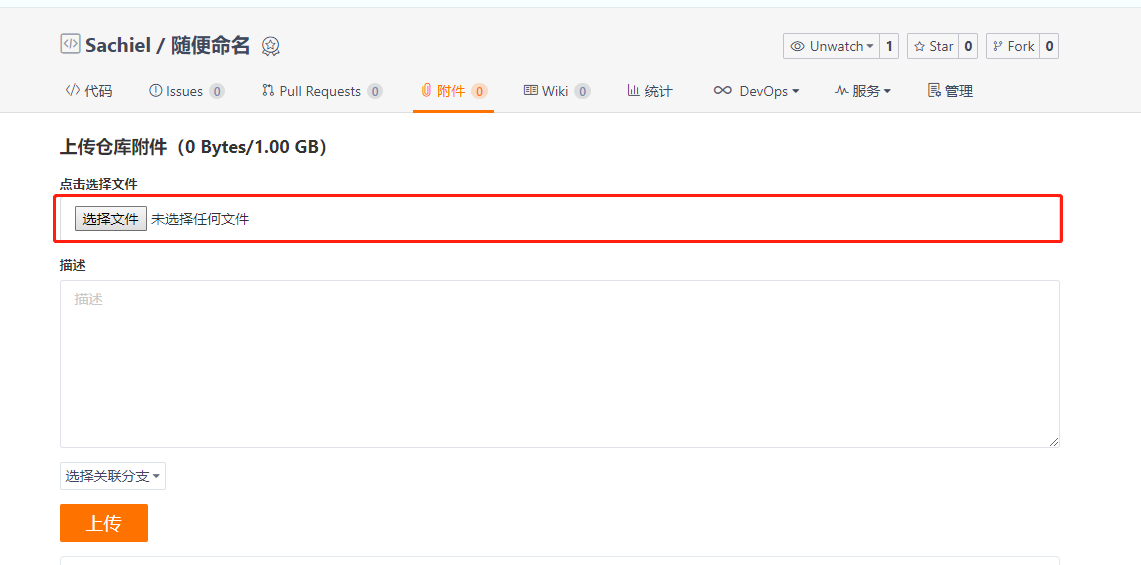 Sachiel / 随便命名
Unwatch 1 Star 0 Fork 0
代码 Issues 0 Pull Requests 0 附件 0 Wiki 0 统计 DevOps 服务 管理
上传仓库附件（0 Bytes/1.00 GB）
点击选择文件
选择文件 未选择任何文件
描述
描述
选择关联分支
上传